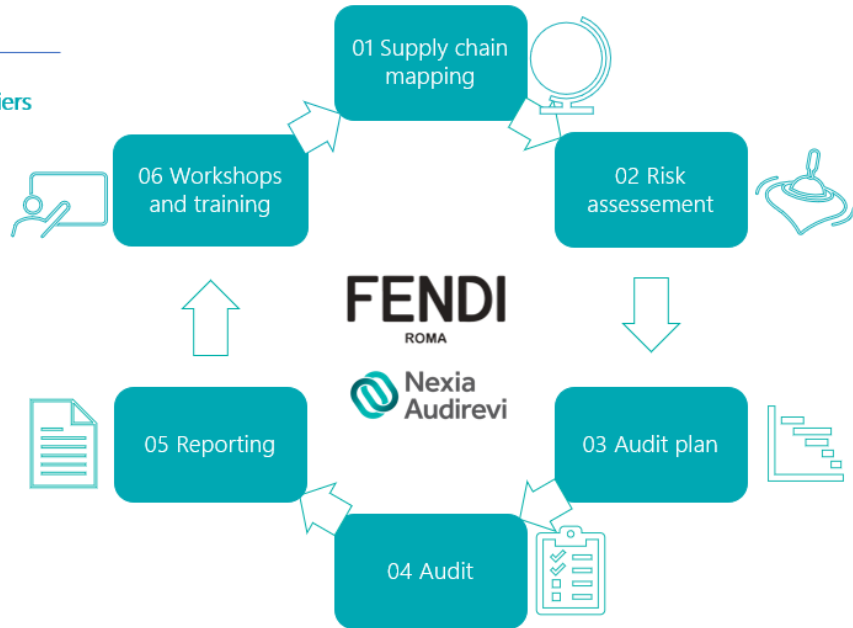 iers
01 Supply chain
mapping
06 Workshops
and training
02 Risk
assessement
FENDI
ROMA
Nexia
Audirevi
05 Reporting
03 Audit plan
04 Audit